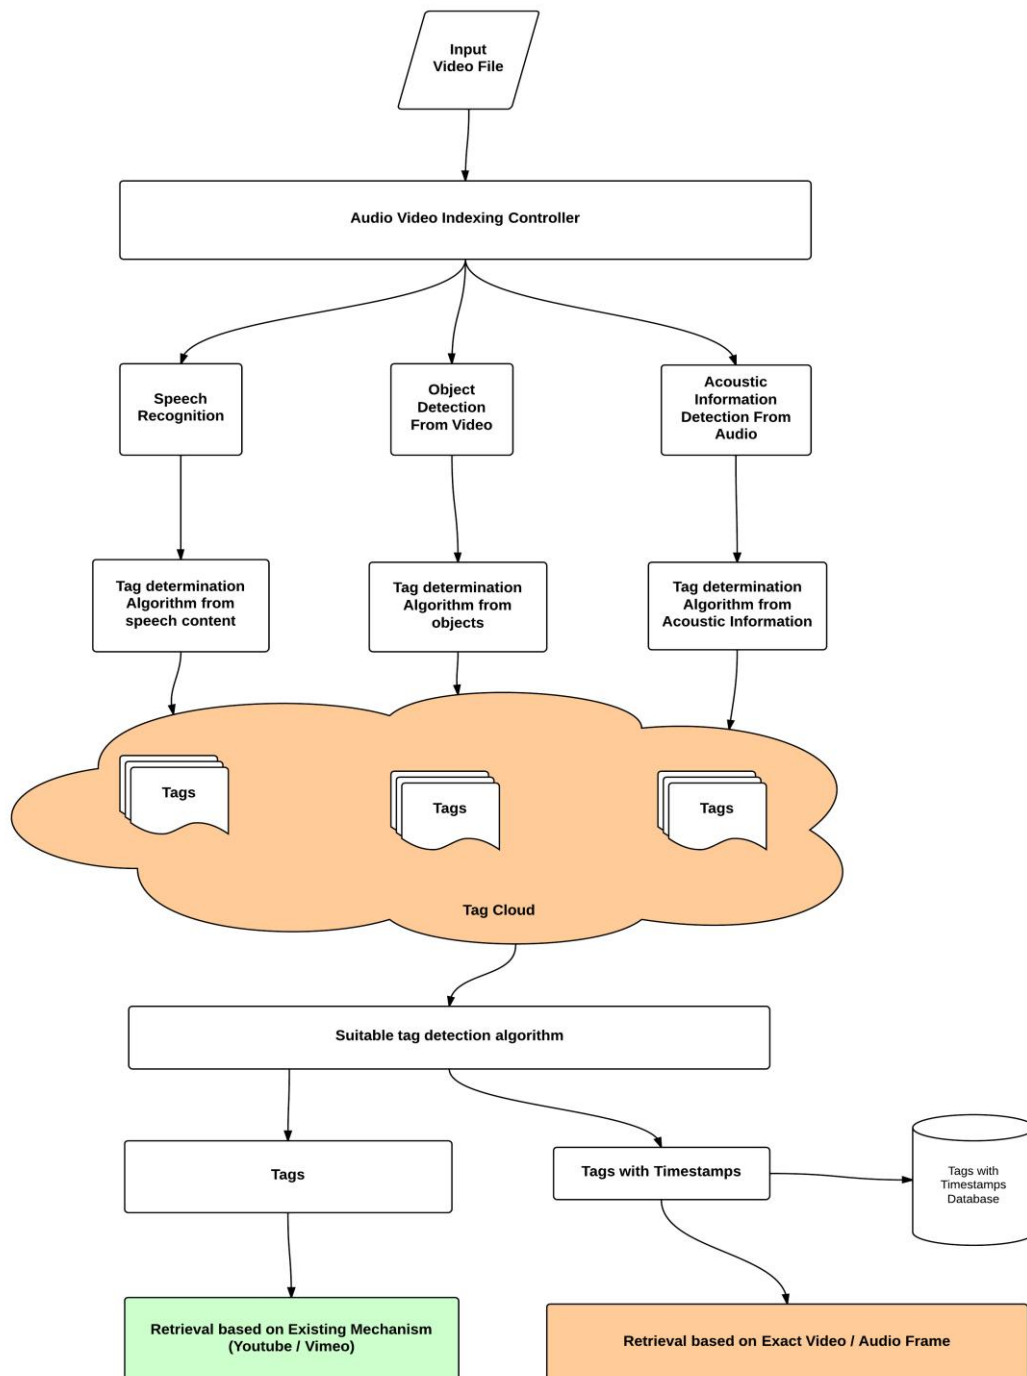 Input
Video File
Audio Video Indexing Controller
Speech
Recognition
Object
Detection
From Video
Acoustic
Information
Detection From
Audio
Tag determination
Algorithm from
speech content
Tag determination
Algorithm from
objects
Tag determination
Algorithm from
Acoustic Information
Tags
Tags
Tags
Tag Cloud
Suitable tag detection algorithm
Tags
Tags with Timestamps
Tags with
Timestamps
Database
Retrieval based on Existing Mechanism
(Youtube / Vimeo)
Retrieval based on Exact Video / Audio Frame